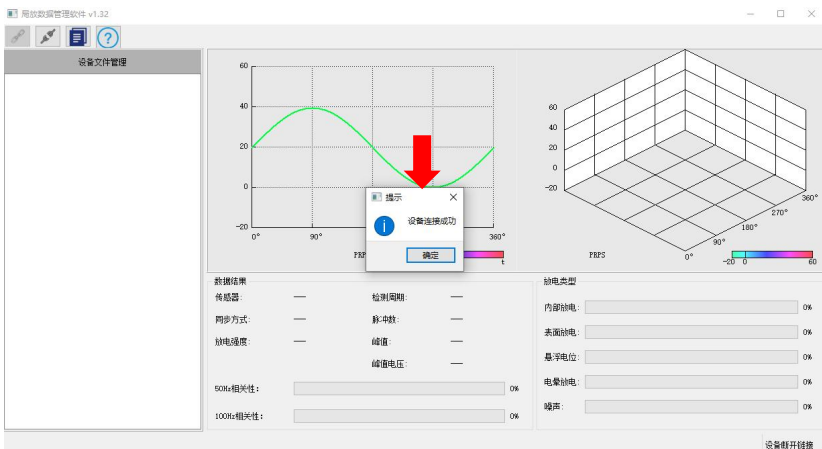 局放数据管理软件 v1.32
设备文件管理
60
40
20
0
-20
0°
90°
360°
PRP
t
提示
设备连接成功
确定
60
40
20
0
-20
0°
90°
180°
270°
360°
PRPS
-20 0 60
数据结果
传感器: —— 检测周期: ——
同步方式: —— 脉冲数: ——
放电强度: —— 峰值: ——
峰值电压: ——
50Hz相关性: 0%
100Hz相关性: 0%
放电类型
内部放电: 0%
表面放电: 0%
悬浮电位: 0%
电晕放电: 0%
噪声: 0%
设备断开链接